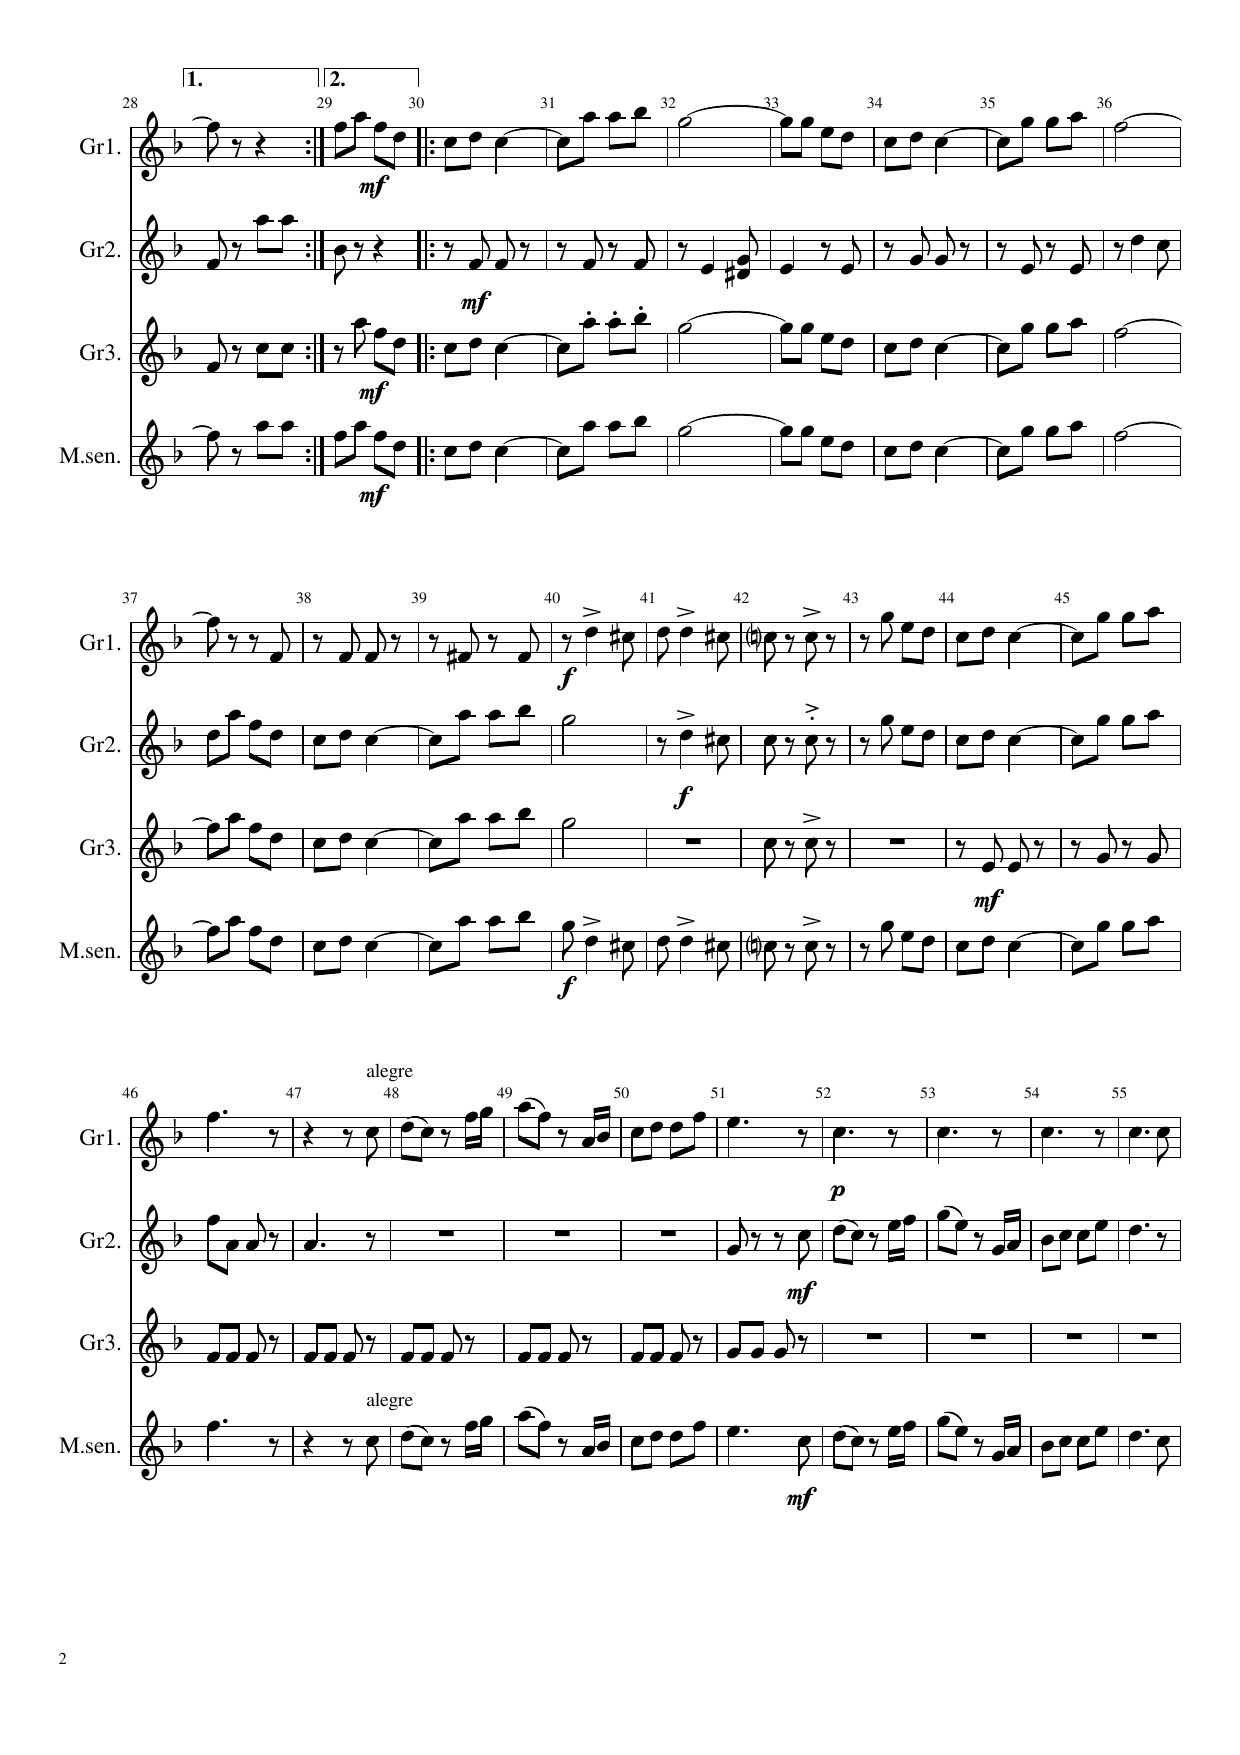 1. 2.
28 29 30 31 32 33 34 35 36
Gr1.
mf
Gr2.
mf
Gr3.
mf
M.sen.
mf
37 38 39 40 41 42 43 44 45
Gr1.
f
Gr2.
f
Gr3.
mf
M.sen.
f
alegre
46 47 48 49 50 51 52 53 54 55
Gr1.
p
Gr2.
mf
Gr3.
alegre
M.sen.
mf
2